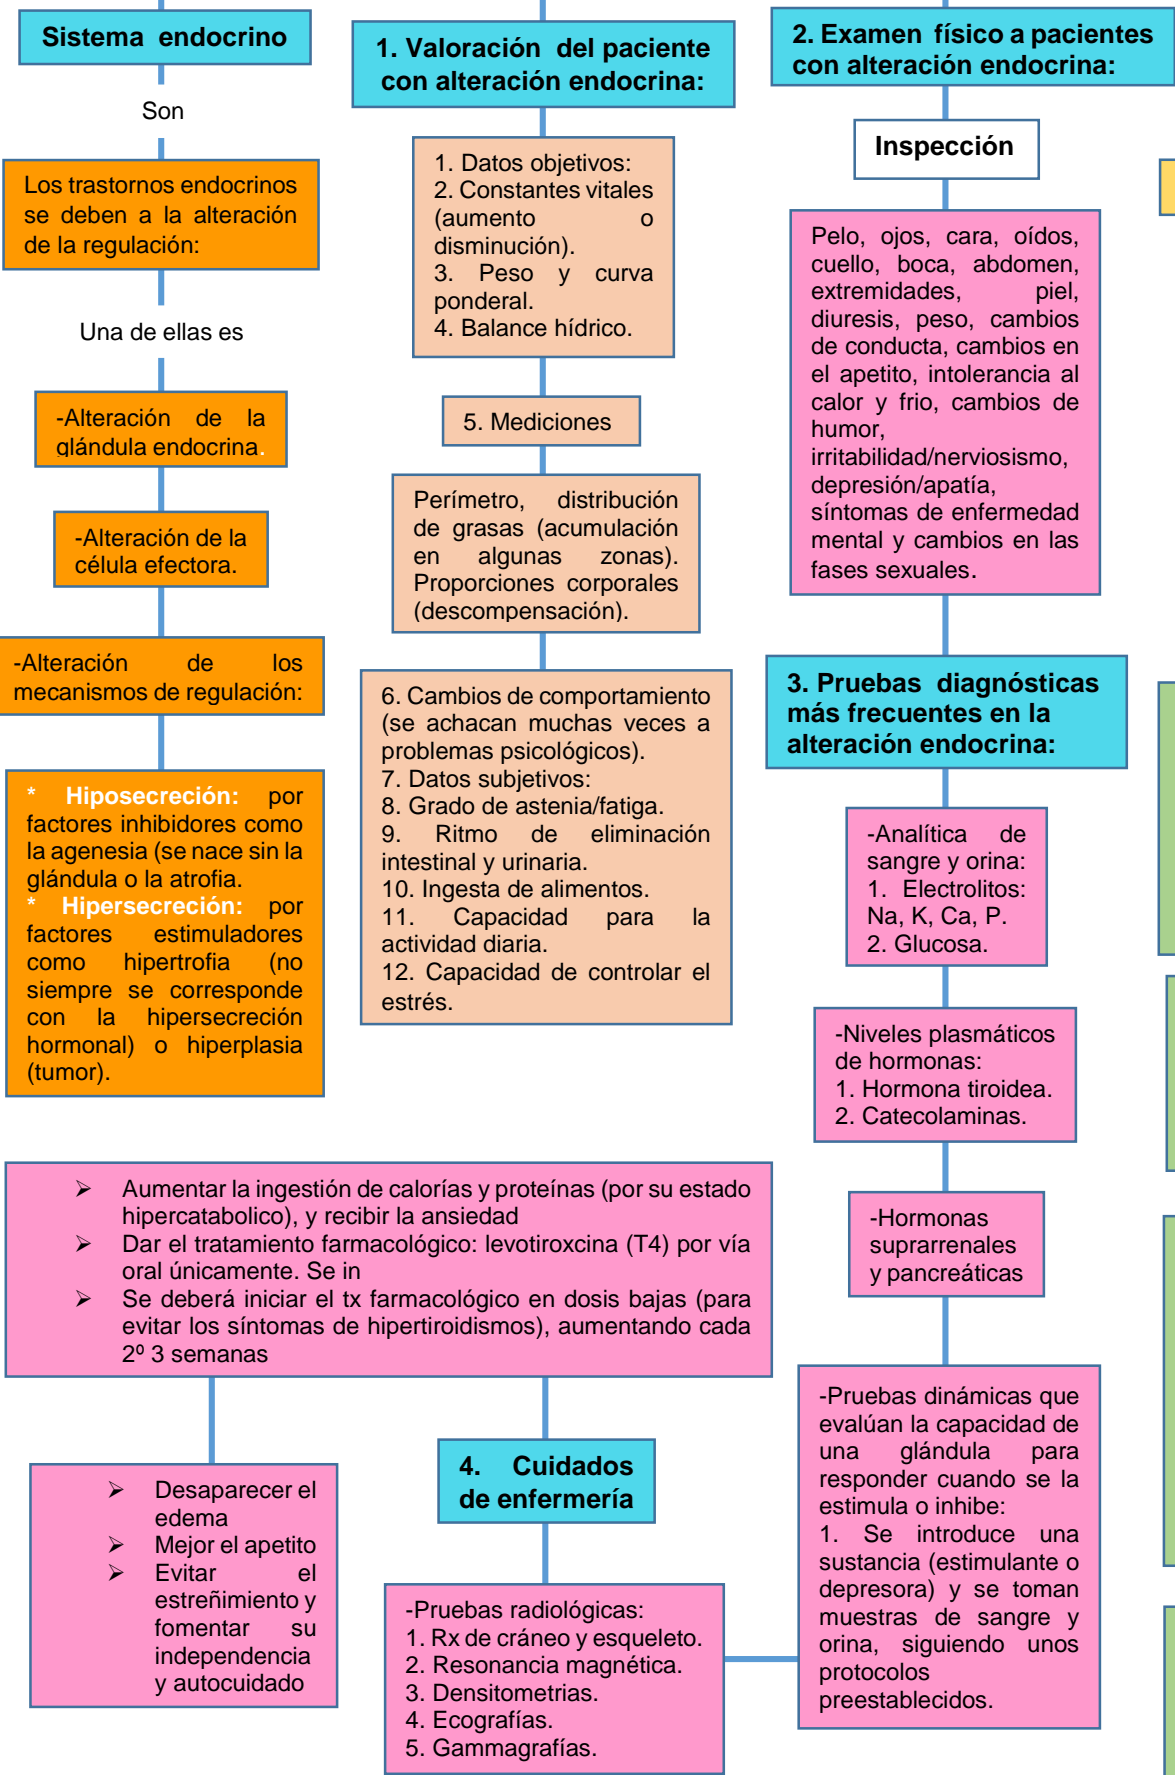 Sistema endocrino
Son
Los trastornos endocrinos
se deben a la alteración
de la regulación:
Una de ellas es
-Alteración de la
glándula endocrina.
-Alteración de la
célula efectora.
-Alteración de los
mecanismos de regulación:
* Hiposecreción: por
factores inhibidores como
la agenesia (se nace sin la
glándula o la atrofia.
* Hipersecreción: por
factores estimuladores
como hipertrofia (no
siempre se corresponde
con la hipersecreción
hormonal) o hiperplasia
(tumor).
1. Valoración del paciente
con alteración endocrina:
1. Datos objetivos:
2. Constantes vitales
(aumento o
disminución).
3. Peso y curva
ponderal.
4. Balance hídrico.
5. Mediciones
Perímetro, distribución
de grasas (acumulación
en algunas zonas).
Proporciones corporales
(descompensación).
6. Cambios de comportamiento
(se achacan muchas veces a
problemas psicológicos).
7. Datos subjetivos:
8. Grado de astenia/fatiga.
9. Ritmo de eliminación
intestinal y urinaria.
10. Ingesta de alimentos.
11. Capacidad para la
actividad diaria.
12. Capacidad de controlar el
estrés.
2. Examen físico a pacientes
con alteración endocrina:
Inspección
Pelo, ojos, cara, oídos,
cuello, boca, abdomen,
extremidades, piel,
diuresis, peso, cambios
de conducta, cambios en
el apetito, intolerancia al
calor y frio, cambios de
humor,
irritabilidad/nerviosismo,
depresión/apatía,
síntomas de enfermedad
mental y cambios en las
fases sexuales.
3. Pruebas diagnósticas
más frecuentes en la
alteración endocrina:
-Analítica de
sangre y orina:
1. Electrolitos:
Na, K, Ca, P.
2. Glucosa.
-Niveles plasmáticos
de hormonas:
1. Hormona tiroidea.
2. Catecolaminas.
-Hormonas
suprarrenales
y pancreáticas
-Pruebas dinámicas que
evalúan la capacidad de
una glándula para
responder cuando se la
estimula o inhibe:
1. Se introduce una
sustancia (estimulante o
depresora) y se toman
muestras de sangre y
orina, siguiendo unos
protocolos
preestablecidos.
-Pruebas radiológicas:
1. Rx de cráneo y esqueleto.
2. Resonancia magnética.
3. Densitometrias.
4. Ecografías.
5. Gammagrafías.
4. Cuidados
de enfermería
➢ Aumentar la ingestión de calorías y proteínas (por su estado
hipercatabolico), y recibir la ansiedad
➢ Dar el tratamiento farmacológico: levotiroxcina (T4) por vía
oral únicamente. Se in
➢ Se deberá iniciar el tx farmacológico en dosis bajas (para
evitar los síntomas de hipertiroidismos), aumentando cada
2º 3 semanas
➢ Desaparecer el
edema
➢ Mejor el apetito
➢ Evitar el
estreñimiento y
fomentar su
independencia
y autocuidado